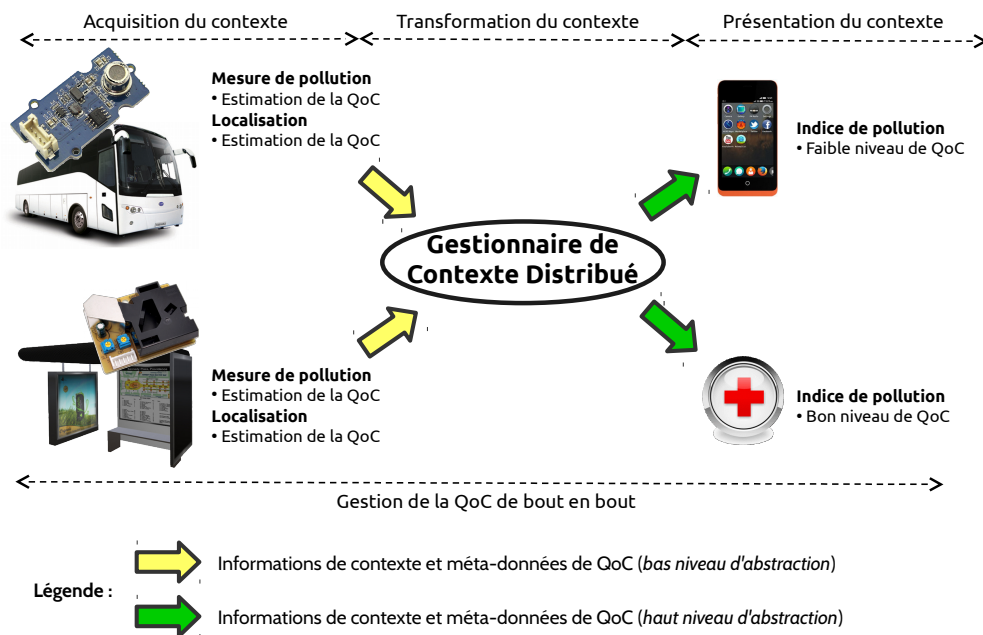 Acquisition du contexte
Transformation du contexte
Présentation du contexte
Mesure de pollution
• Estimation de la QoC
Localisation
• Estimation de la QoC
Indice de pollution
• Faible niveau de QoC
Gestionnaire de
Contexte Distribué
Mesure de pollution
• Estimation de la QoC
Localisation
• Estimation de la QoC
Indice de pollution
• Bon niveau de QoC
Gestion de la QoC de bout en bout
Légende :
Informations de contexte et méta-données de QoC (bas niveau d'abstraction)
Informations de contexte et méta-données de QoC (haut niveau d'abstraction)